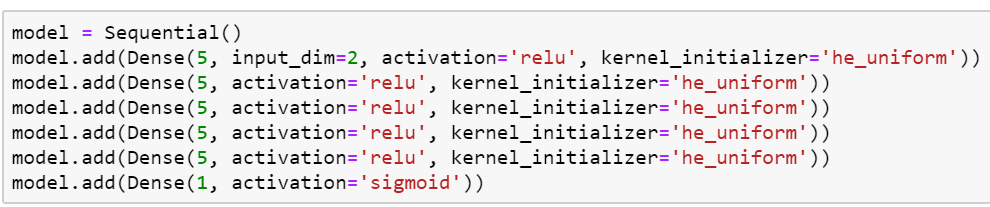 model = Sequential()
model.add(Dense(5, input_dim=2, activation='relu', kernel_initializer='he_uniform'))
model.add(Dense(5, activation='relu', kernel_initializer='he_uniform'))
model.add(Dense(5, activation='relu', kernel_initializer='he_uniform'))
model.add(Dense(5, activation='relu', kernel_initializer='he_uniform'))
model.add(Dense(5, activation='relu', kernel_initializer='he_uniform'))
model.add(Dense(1, activation='sigmoid'))